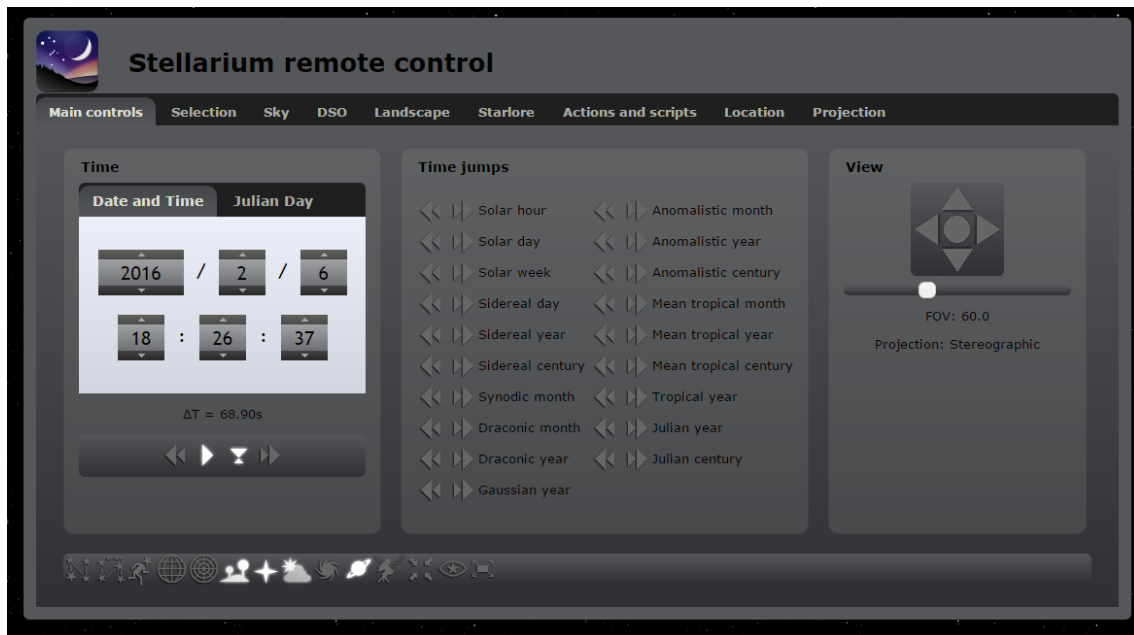 Stellarium remote control
Main controls Selection Sky DSO Landscape Starlore Actions and scripts Location Projection
Time
Date and Time Julian Day
2016 / 2 / 6
18 : 26 : 37
ΔT = 68.90s
Time jumps
Solar hour Anomalistic month
Solar day Anomalistic year
Solar week Anomalistic century
Sidereal day Mean tropical month
Sidereal year Mean tropical year
Sidereal century Mean tropical century
Synodic month Tropical year
Draconic month Julian year
Draconic year Julian century
Gaussian year
View
FOV: 60.0
Projection: Stereographic